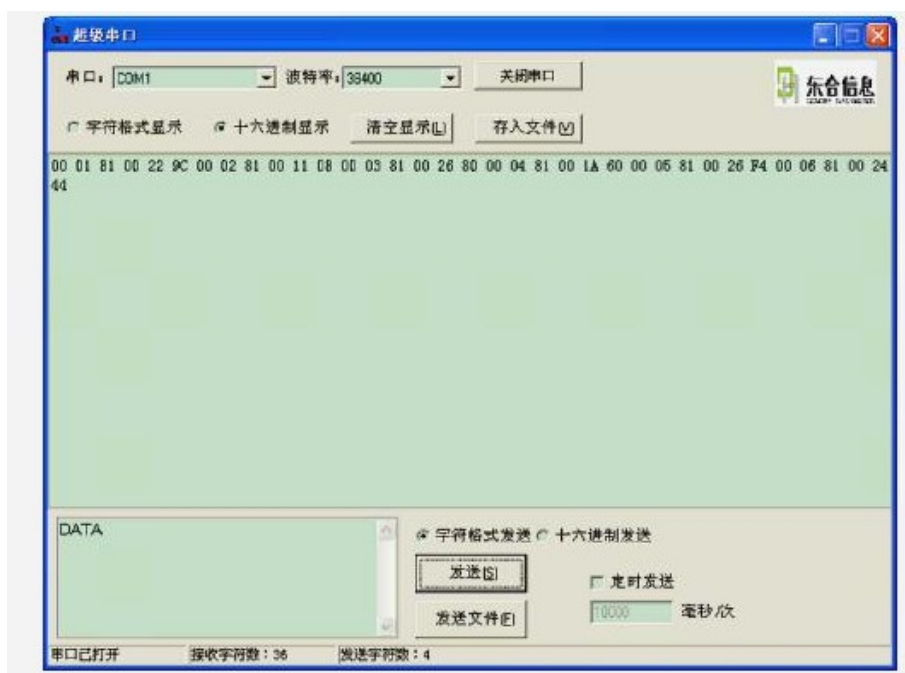 超级串口
串口: COM1 波特率: 38400 关闭串口
东合信息
字符格式显示 十六进制显示 清空显示(L) 存入文件(V)
00 01 81 00 22 9C 00 02 81 00 11 08 00 03 81 00 26 80 00 04 81 00 1A 60 00 05 81 00 26 F4 00 06 81 00 24
44
DATA
字符格式发送 十六进制发送
发送(S)
定时发送
发送文件(F)
10000 毫秒/次
串口已打开 接收字符数:36 发送字符数:4